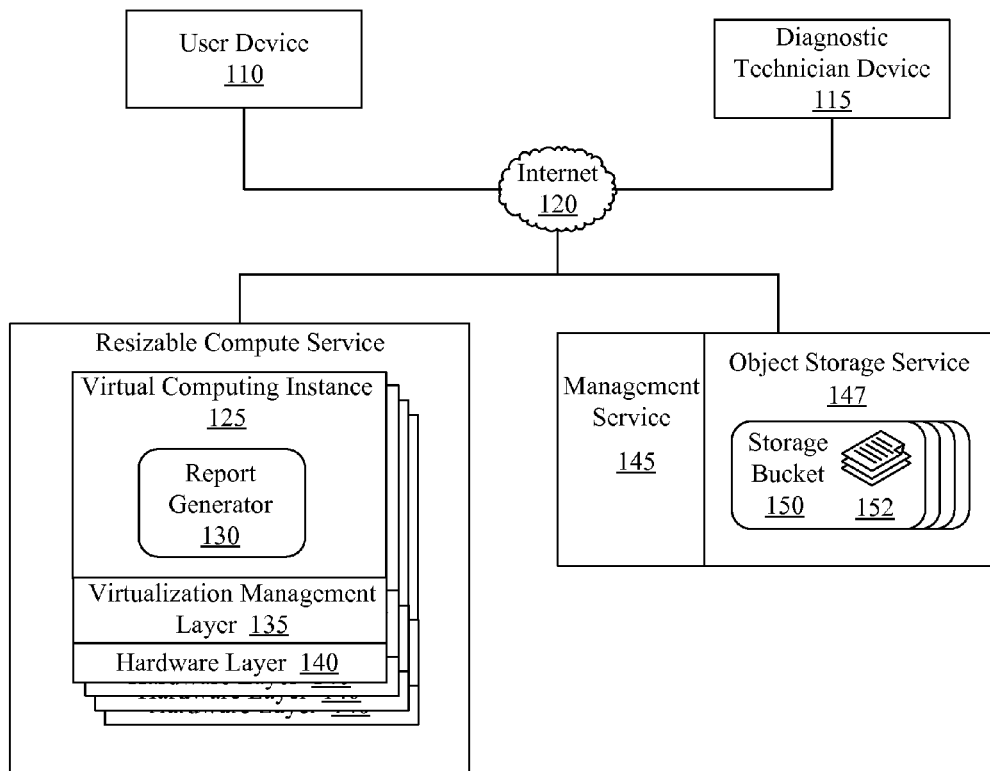 User Device
110
Diagnostic
Technician Device
115
Internet
120
Resizable Compute Service
Virtual Computing Instance
125
Report
Generator
130
Virtualization Management
Layer 135
Hardware Layer 140
Management
Service
145
Object Storage Service
147
Storage
Bucket
150
152